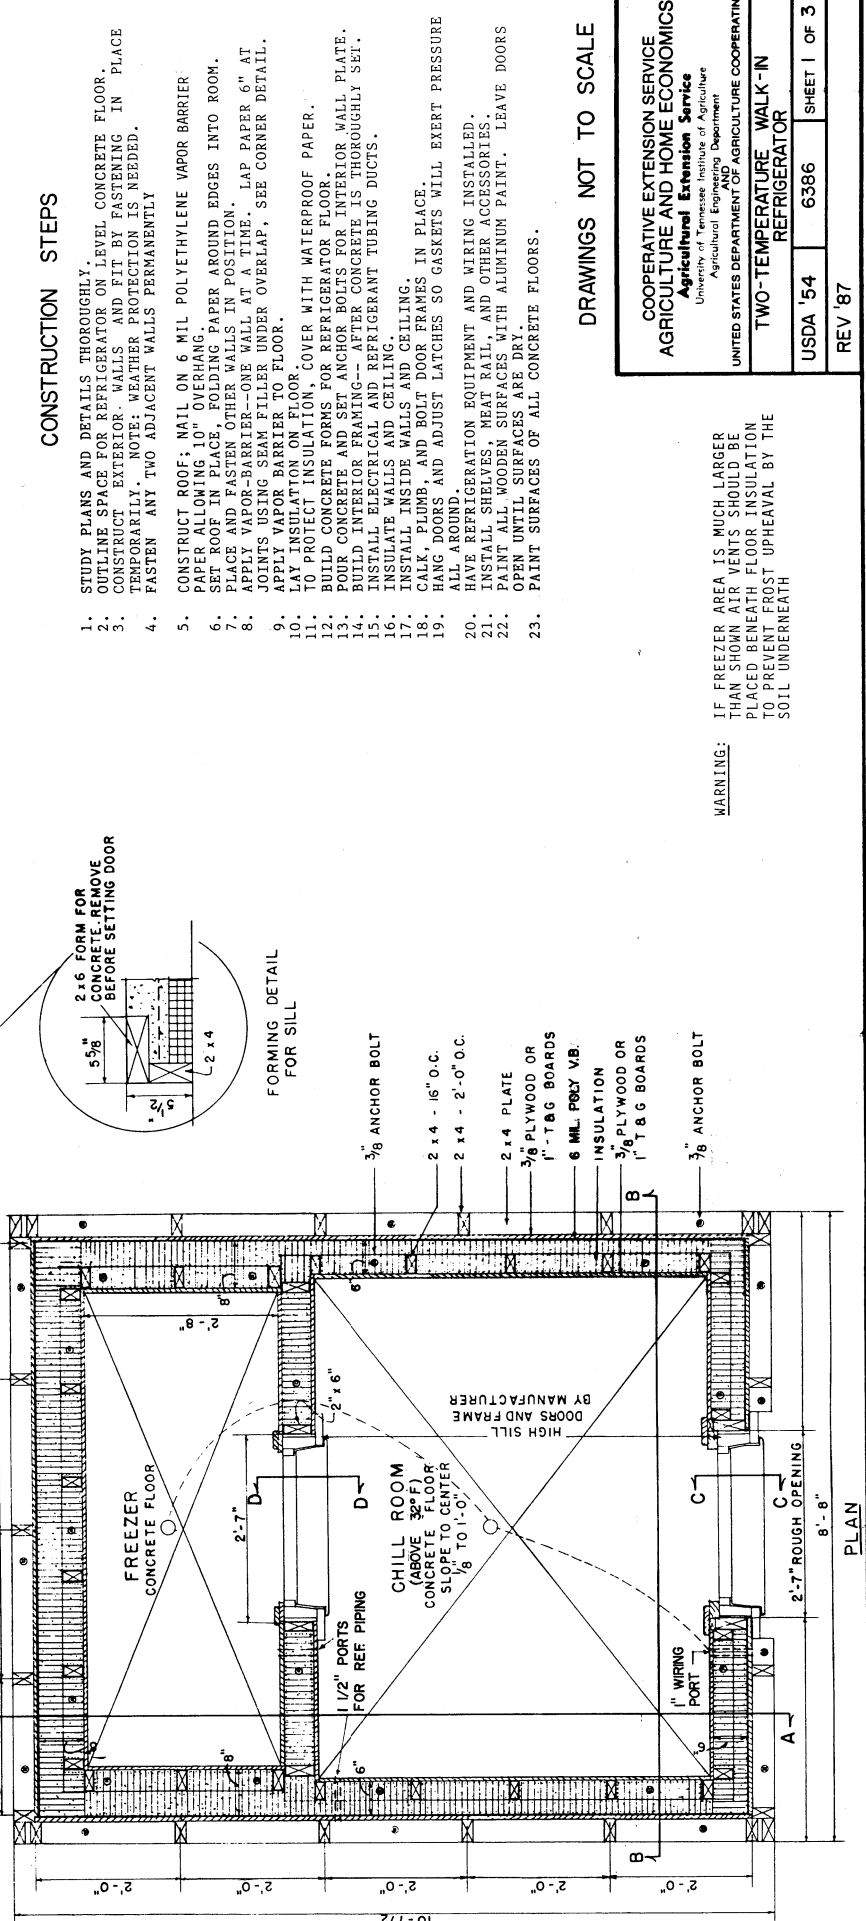 CONSTRUCTION STEPS
1. STUDY PLANS AND DETAILS THOROUGHLY.
2. OUTLINE SPACE FOR REFRIGERATOR ON LEVEL CONCRETE FLOOR.
3. CONSTRUCT EXTERIOR WALLS AND FIT BY FASTENING IN PLACE
TEMPORARILY. NOTE: WEATHER PROTECTION IS NEEDED.
4. FASTEN ANY TWO ADJACENT WALLS PERMANENTLY
5. CONSTRUCT ROOF; NAIL ON 6 MIL POLYETHYLENE VAPOR BARRIER
PAPER ALLOWING 10" OVERHANG.
6. SET ROOF IN PLACE, FOLDING PAPER AROUND EDGES INTO ROOM.
7. PLACE AND FASTEN OTHER WALLS IN POSITION.
8. APPLY VAPOR-BARRIER--ONE WALL AT A TIME. LAP PAPER 6" AT
JOINTS USING SEAM FILLER UNDER OVERLAP, SEE CORNER DETAIL.
9. APPLY VAPOR BARRIER TO FLOOR.
10. LAY INSULATION ON FLOOR.
11. TO PROTECT INSULATION, COVER WITH WATERPROOF PAPER.
12. BUILD CONCRETE FORMS FOR REFRIGERATOR FLOOR.
13. POUR CONCRETE AND SET ANCHOR BOLTS FOR INTERIOR WALL PLATE.
14. BUILD INTERIOR FRAMING-- AFTER CONCRETE IS THOROUGHLY SET.
15. INSTALL ELECTRICAL AND REFRIGERANT TUBING DUCTS.
16. INSULATE WALLS AND CEILING.
17. INSTALL INSIDE WALLS AND CEILING.
18. CALK, PLUMB, AND BOLT DOOR FRAMES IN PLACE.
19. HANG DOORS AND ADJUST LATCHES SO GASKETS WILL EXERT PRESSURE
ALL AROUND.
20. HAVE REFRIGERATION EQUIPMENT AND WIRING INSTALLED.
21. INSTALL SHELVES, MEAT RAIL, AND OTHER ACCESSORIES.
22. PAINT ALL WOODEN SURFACES WITH ALUMINUM PAINT. LEAVE DOORS
OPEN UNTIL SURFACES ARE DRY.
23. PAINT SURFACES OF ALL CONCRETE FLOORS.
DRAWINGS NOT TO SCALE
WARNING: IF FREEZER AREA IS MUCH LARGER
THAN SHOWN AIR VENTS SHOULD BE
PLACED BENEATH FLOOR INSULATION
TO PREVENT FROST UPHEAVAL BY THE
SOIL UNDERNEATH
COOPERATIVE EXTENSION SERVICE
AGRICULTURE AND HOME ECONOMICS
Agricultural Extension Service
University of Tennessee Institute of Agriculture
Agricultural Engineering Department
AND
UNITED STATES DEPARTMENT OF AGRICULTURE COOPERATIN
TWO-TEMPERATURE WALK-IN
REFRIGERATOR
USDA '54
6386
SHEET 1 OF 3
REV '87
2x6 FORM FOR
CONCRETE. REMOVE
BEFORE SETTING DOOR
5 5/8"
5 1/2"
2 x 4
FORMING DETAIL
FOR SILL
3/8" ANCHOR BOLT
2 x 4 - 16" O.C.
2 x 4 - 2'-0" O.C.
2 x 4 PLATE
3/8" PLYWOOD OR
1" - T&G BOARDS
6 MIL. POLY V.B.
INSULATION
3/8" PLYWOOD OR
1" T & G BOARDS
B
3/8" ANCHOR BOLT
8"
2'-8"
6"
2" x 6"
FREEZER
CONCRETE FLOOR
2'-7"
D
D
HIGH SILL
DOORS AND FRAME
BY MANUFACTURER
CHILL ROOM
(ABOVE 32°F)
CONCRETE FLOOR
SLOPE TO CENTER
1/8 TO 1'-0"
C
C
1 1/2" PORTS
FOR REF. PIPING
1" WIRING
PORT
8"
6"
6"
A
B
2'-7" ROUGH OPENING
8'-8"
PLAN
2'-0"
2'-0"
2'-0"
2'-0"
2'-0"